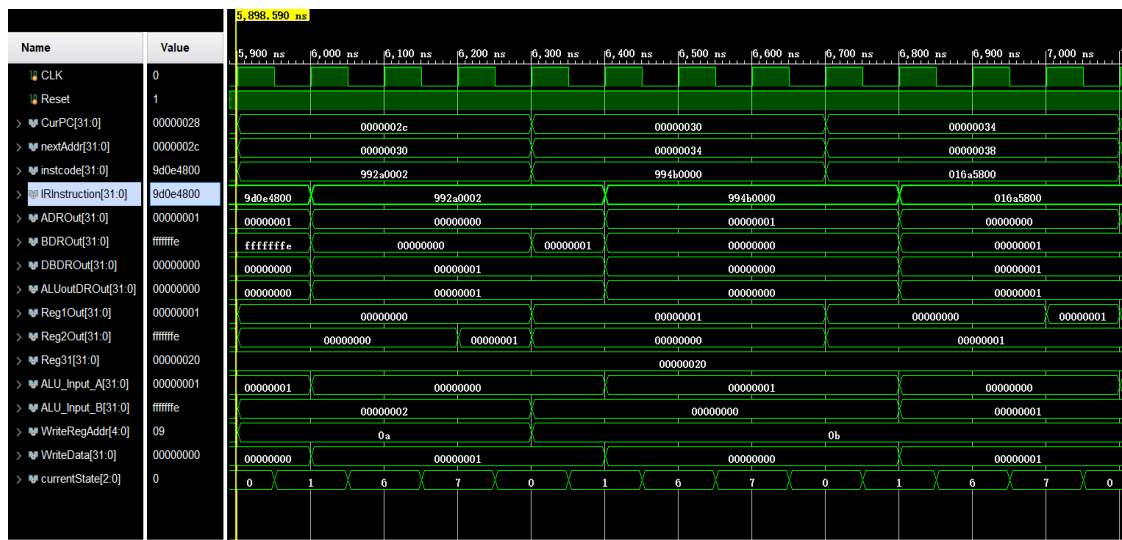 5,898.590 ns
Name Value
5,900 ns 6,000 ns 6,100 ns 6,200 ns 6,300 ns 6,400 ns 6,500 ns 6,600 ns 6,700 ns 6,800 ns 6,900 ns 7,000 ns
CLK 0
Reset 1
CurPC[31:0] 00000028 0000002c 00000030 00000034
nextAddr[31:0] 0000002c 00000030 00000034 00000038
instcode[31:0] 9d0e4800 992a0002 994b0000 016a5800
IRInstruction[31:0] 9d0e4800 9d0e4800 992a0002 994b0000 016a5800
ADROut[31:0] 00000001 00000001 00000000 00000001 00000000
BDROut[31:0] fffffffe fffffffe 00000000 00000001 00000000 00000001
DBDROut[31:0] 00000000 00000000 00000001 00000000 00000001
ALUoutDROut[31:0] 00000000 00000000 00000001 00000000 00000001
Reg1Out[31:0] 00000001 00000000 00000001 00000000 00000001
Reg2Out[31:0] fffffffe 00000000 00000001 00000000 00000001
Reg31[31:0] 00000020 00000020
ALU_Input_A[31:0] 00000001 00000001 00000000 00000001 00000000
ALU_Input_B[31:0] fffffffe 00000002 00000000 00000001
WriteRegAddr[4:0] 09 0a 0b
WriteData[31:0] 00000000 00000000 00000001 00000000 00000001
currentState[2:0] 0 0 1 6 7 0 1 6 7 0 1 6 7 0